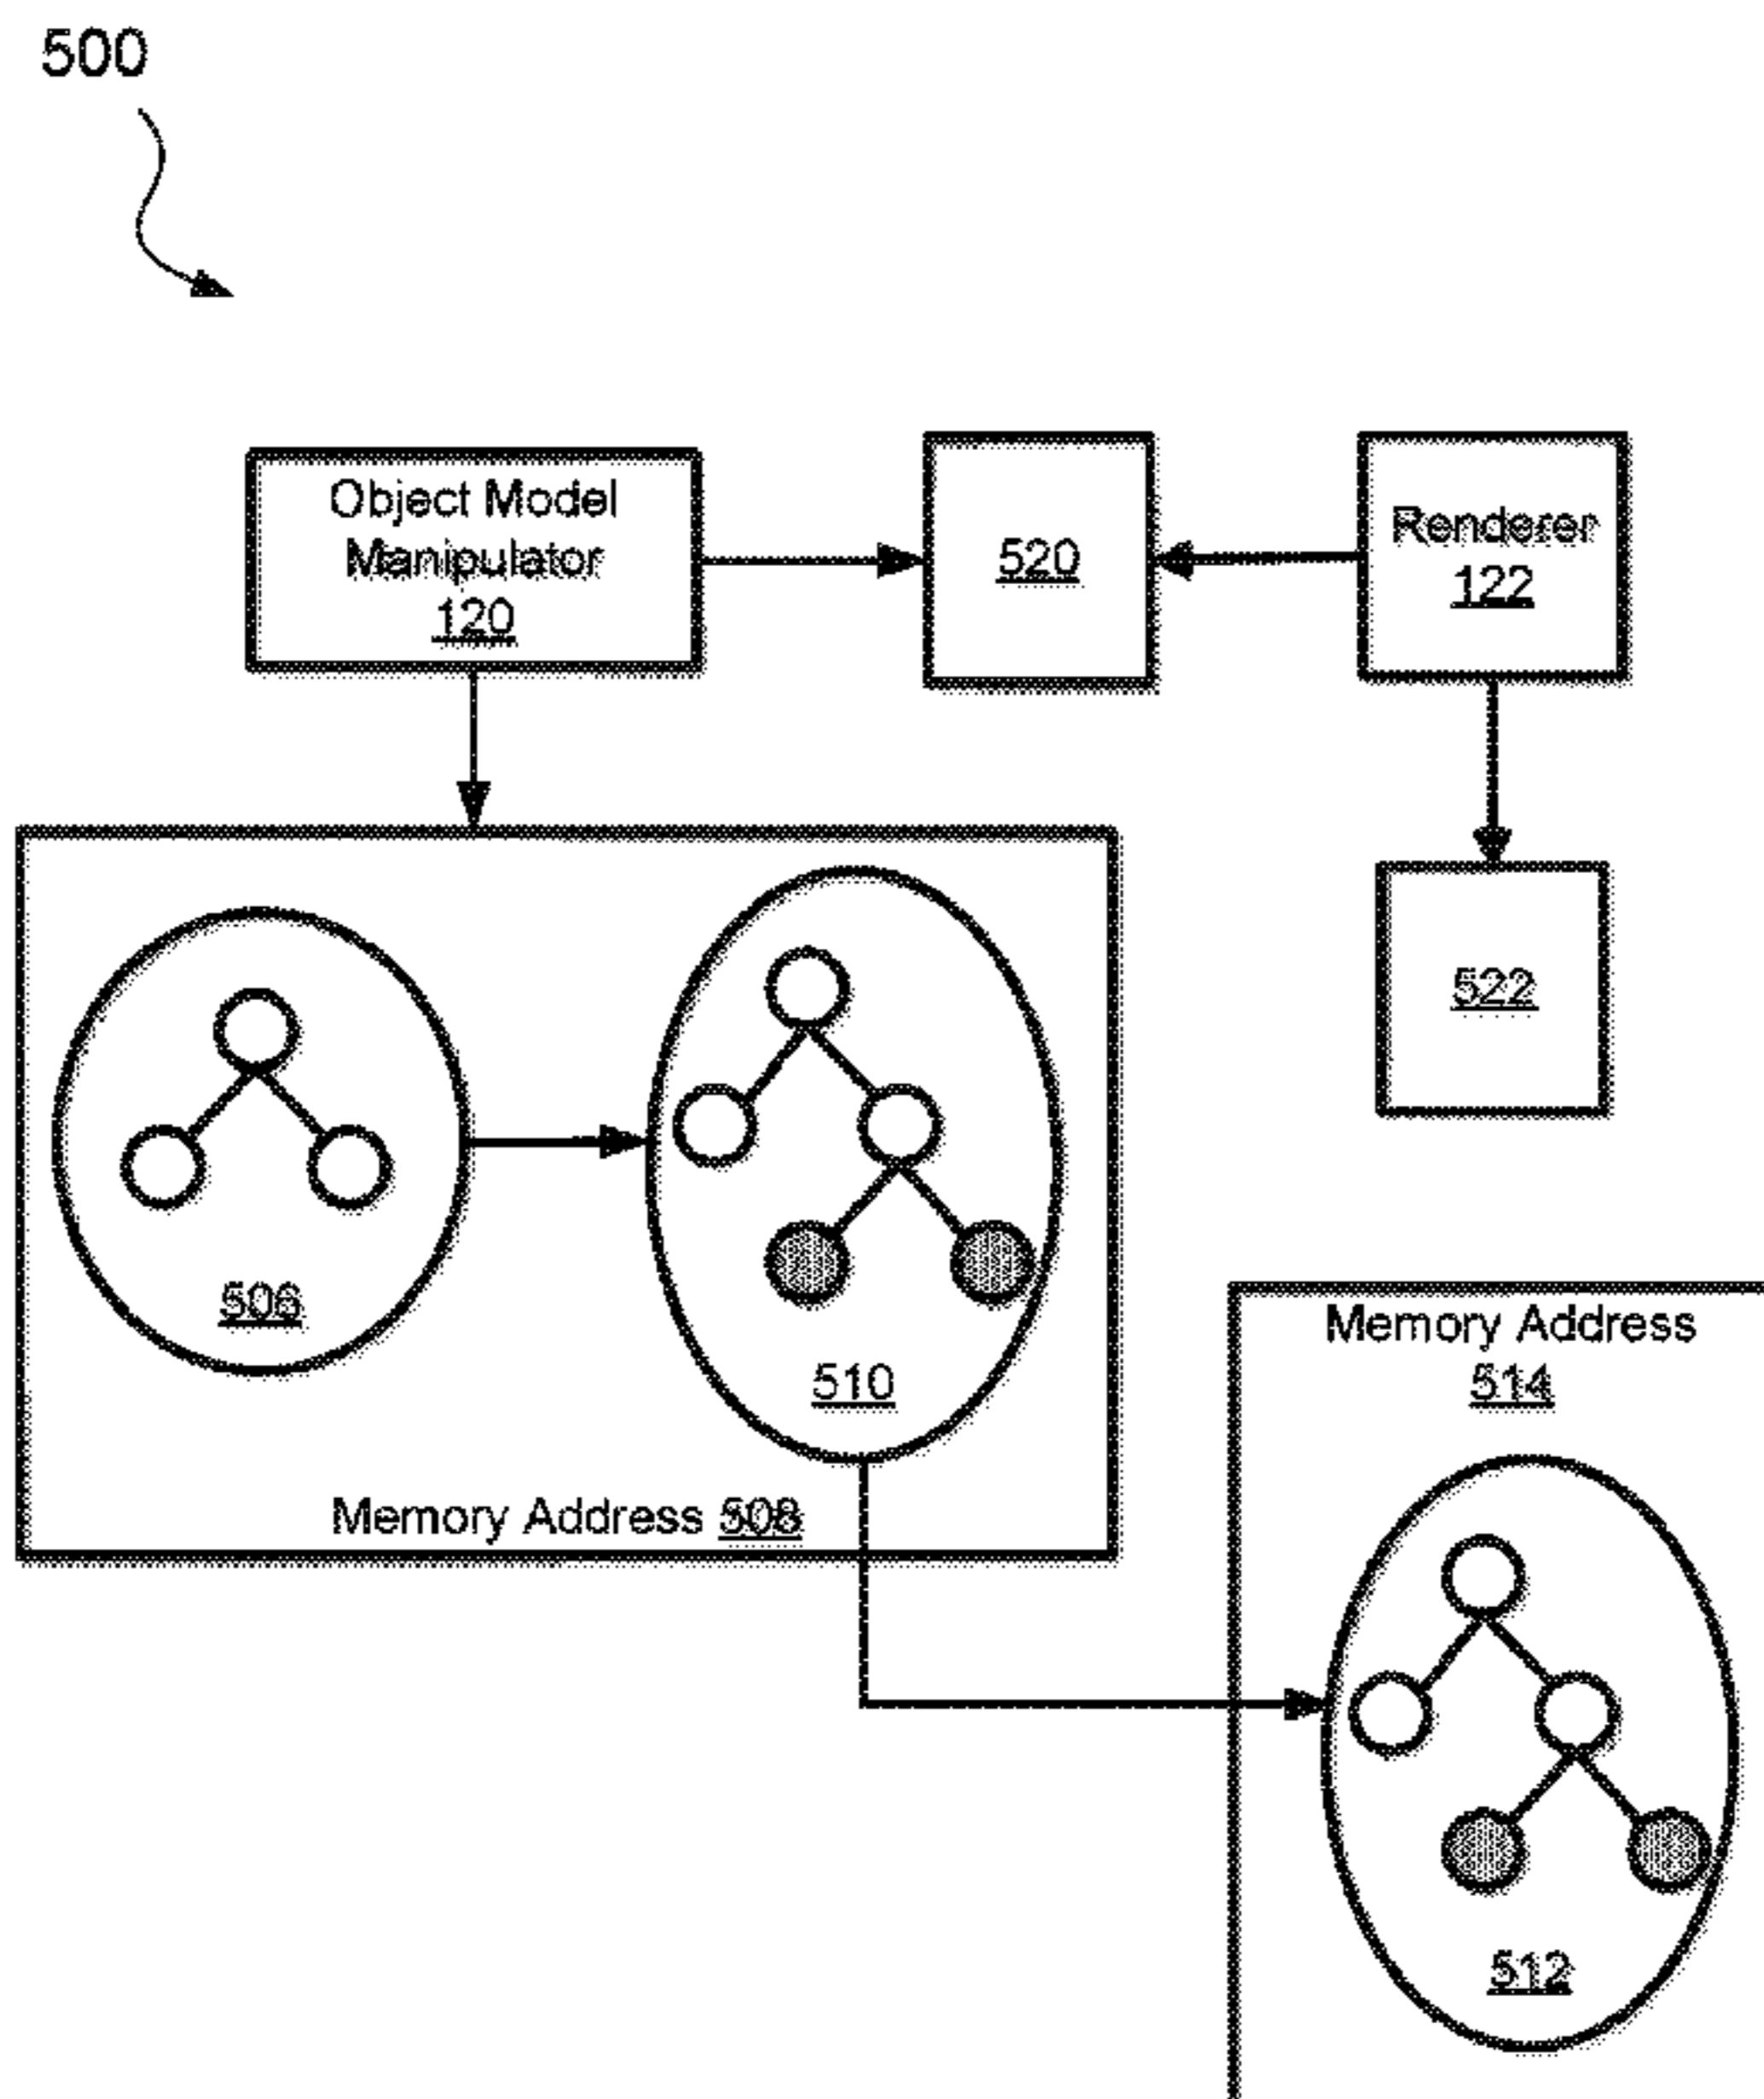 500
Object Model
Manipulator
120
520
Renderer
122
522
506
510
Memory Address 508
Memory Address
514
512